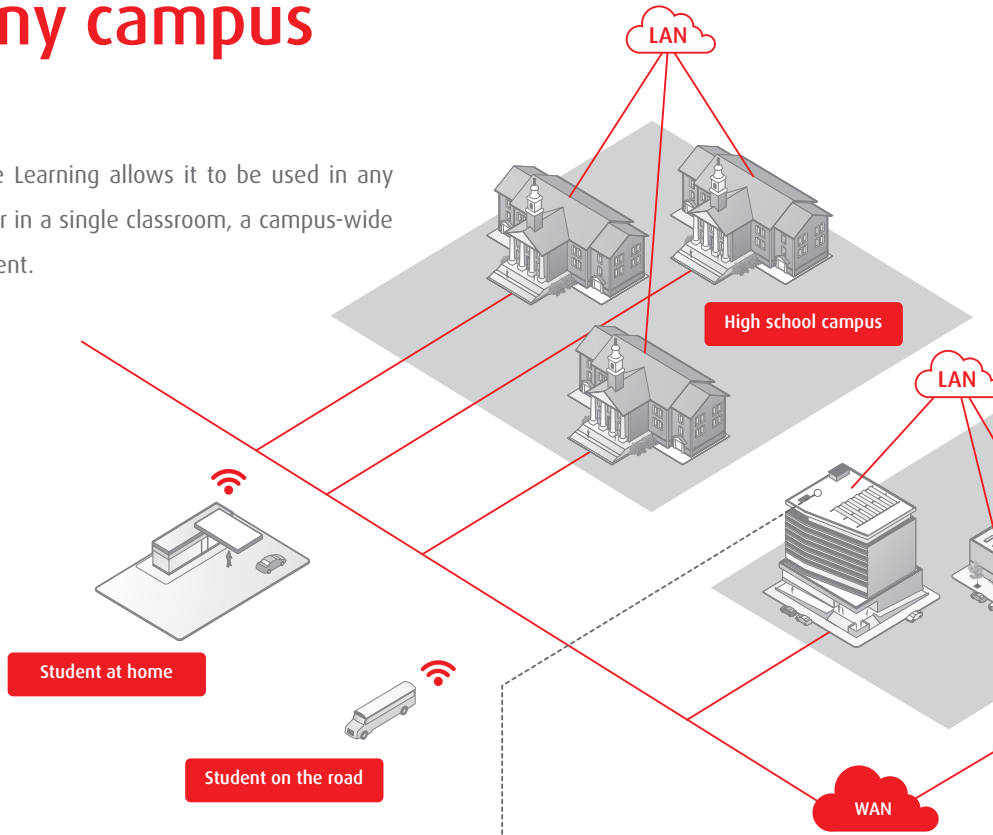 ny campus
LAN
e Learning allows it to be used in any
r in a single classroom, a campus-wide
ent.
High school campus
LAN
Student at home
Student on the road
WAN